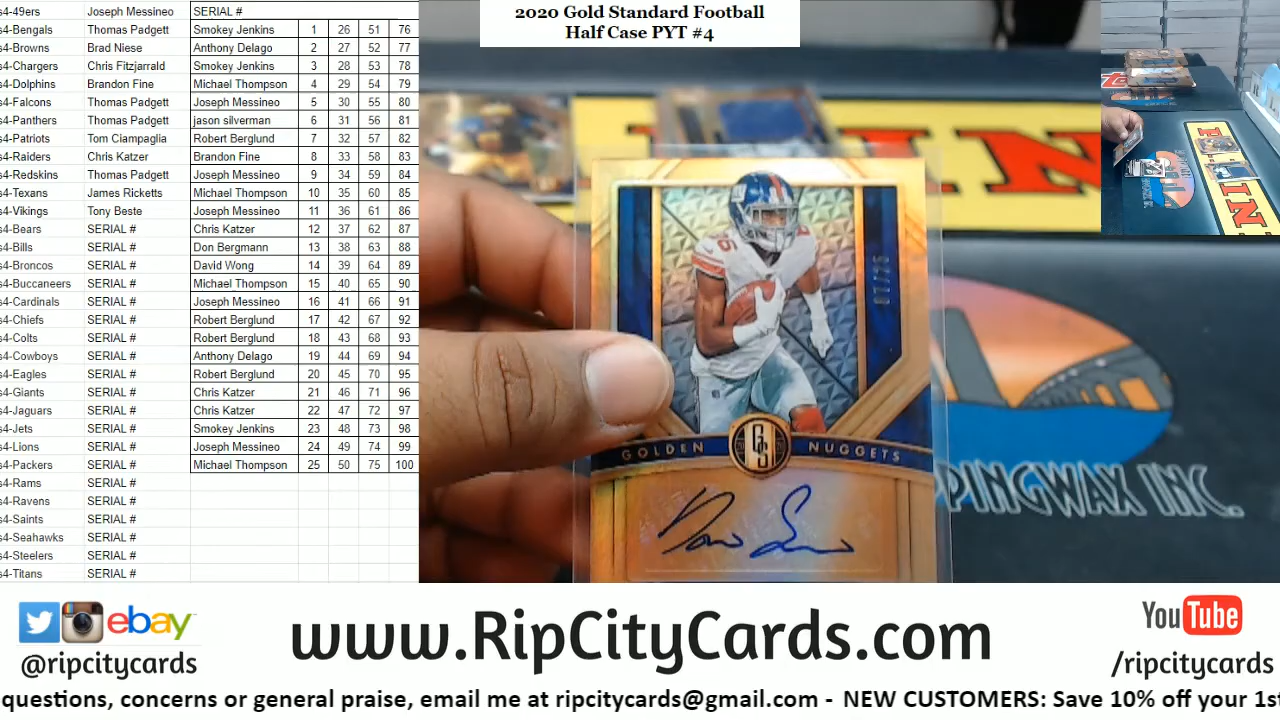 2020 Gold Standard Football
Half Case PYT #4
s4-49ers Joseph Messineo SERIAL #
s4-Bengals Thomas Padgett Smokey Jenkins 1 26 51 76
s4-Browns Brad Niese Anthony Delago 2 27 52 77
s4-Chargers Chris Fitzjarrald Smokey Jenkins 3 28 53 78
s4-Dolphins Brandon Fine Michael Thompson 4 29 54 79
s4-Falcons Thomas Padgett Joseph Messineo 5 30 55 80
s4-Panthers Thomas Padgett jason silverman 6 31 56 81
s4-Patriots Tom Ciampaglia Robert Berglund 7 32 57 82
s4-Raiders Chris Katzer Brandon Fine 8 33 58 83
s4-Redskins Thomas Padgett Joseph Messineo 9 34 59 84
s4-Texans James Ricketts Michael Thompson 10 35 60 85
s4-Vikings Tony Beste Joseph Messineo 11 36 61 86
s4-Bears SERIAL # Chris Katzer 12 37 62 87
s4-Bills SERIAL # Don Bergmann 13 38 63 88
s4-Broncos SERIAL # David Wong 14 39 64 89
s4-Buccaneers SERIAL # Michael Thompson 15 40 65 90
s4-Cardinals SERIAL # Joseph Messineo 16 41 66 91
s4-Chiefs SERIAL # Robert Berglund 17 42 67 92
s4-Colts SERIAL # Robert Berglund 18 43 68 93
s4-Cowboys SERIAL # Anthony Delago 19 44 69 94
s4-Eagles SERIAL # Robert Berglund 20 45 70 95
s4-Giants SERIAL # Chris Katzer 21 46 71 96
s4-Jaguars SERIAL # Chris Katzer 22 47 72 97
s4-Jets SERIAL # Smokey Jenkins 23 48 73 98
s4-Lions SERIAL # Joseph Messineo 24 49 74 99
s4-Packers SERIAL # Michael Thompson 25 50 75 100
s4-Rams SERIAL #
s4-Ravens SERIAL #
s4-Saints SERIAL #
s4-Seahawks SERIAL #
s4-Steelers SERIAL #
s4-Titans SERIAL #
GOLDEN GS NUGGETS
PINGWAX INC.
ebay
@ripcitycards
www.RipCityCards.com
YouTube
/ripcitycards
questions, concerns or general praise, email me at ripcitycards@gmail.com - NEW CUSTOMERS: Save 10% off your 1st